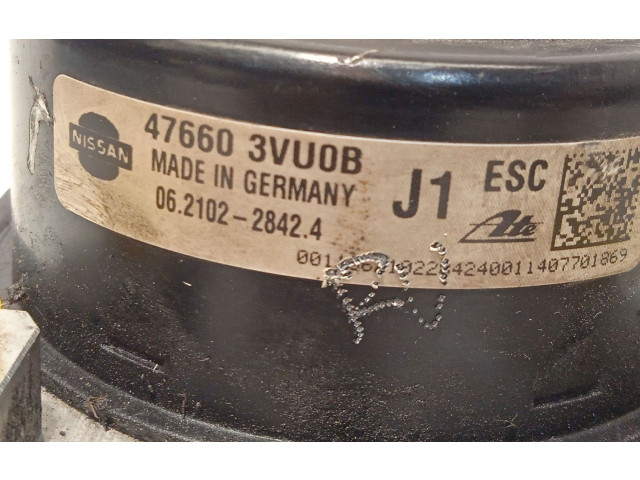 NISSAN
47660 3VU0B
MADE IN GERMANY
06.2102-2842.4
J1
ESC
Ate